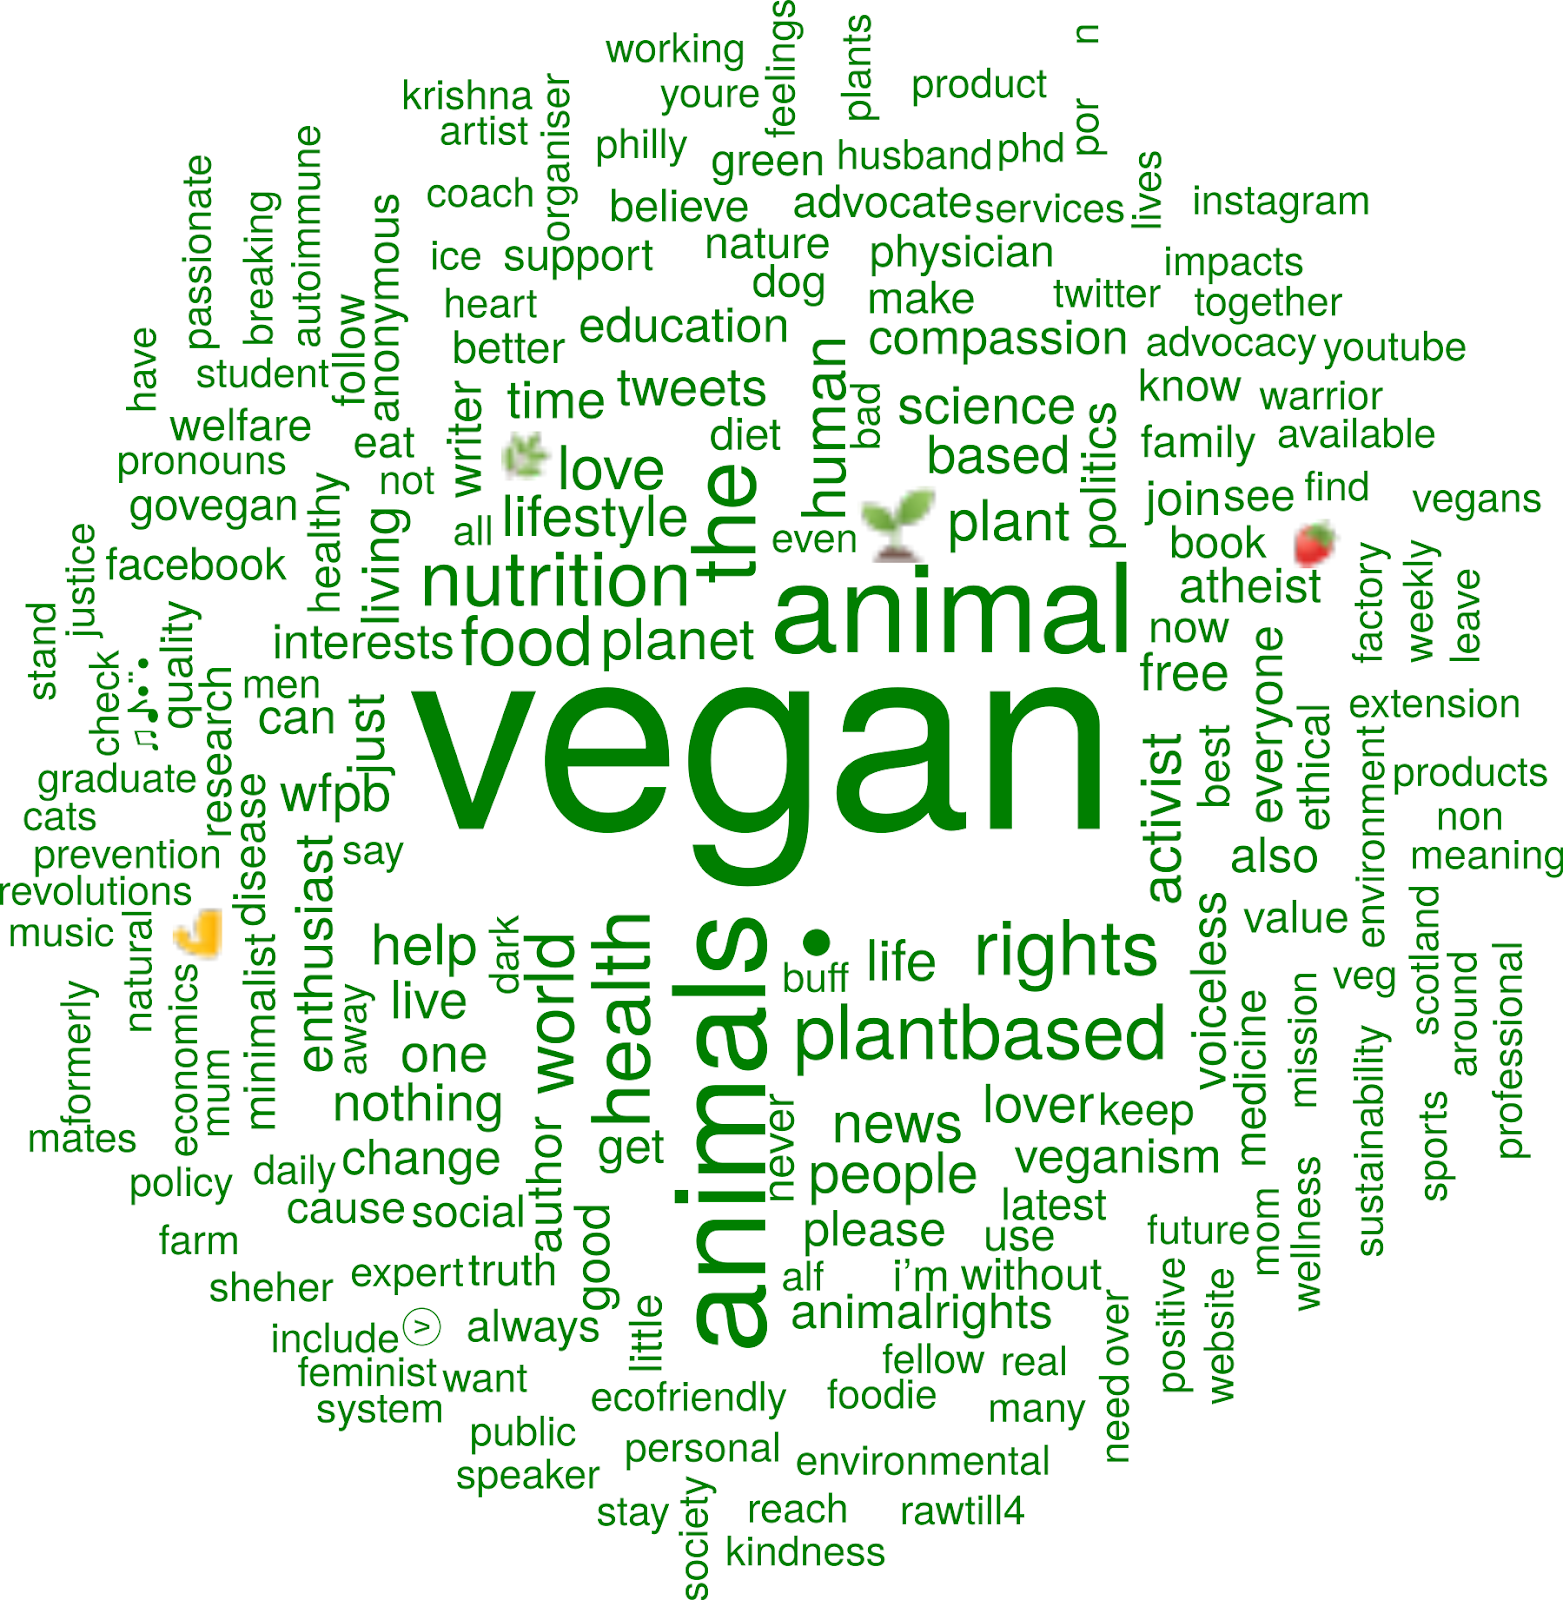 working
feelings
plants
n
krishna
youre
product
artist
organiser
philly
green
husband
phd
por
autoimmune
passionate
breaking
anonymous
coach
believe
advocate
services
lives
instagram
ice
support
nature
physician
impacts
dog
heart
make
twitter
together
have
follow
better
education
compassion
advocacy
youtube
student
time
tweets
human
bad
science
know
warrior
welfare
eat
writer
diet
based
politics
family
available
pronouns
not
🌿
love
the
govegan
healthy
living
all
lifestyle
even
🌱
plant
join
see
find
vegans
justice
facebook
nutrition
book
🍓
animal
atheist
factory
weekly
leave
stand
quality
interests
food
planet
now
check
♫♪•¨•
research
men
can
just
vegan
free
everyone
extension
graduate
wfpb
activist
best
ethical
environment
products
cats
disease
non
prevention
enthusiast
say
also
meaning
revolutions
music
natural
minimalist
help
dark
world
health
animals
•
life
rights
voiceless
value
scotland
buff
veg
around
professional
formerly
economics
mum
away
live
one
plantbased
medicine
mission
sustainability
nothing
never
news
lover
keep
sports
mates
author
get
policy
daily
change
people
veganism
cause
social
good
please
latest
use
future
mom
wellness
farm
sheher
expert
truth
alf
i’m
without
over
positive
website
include
>
always
little
animalrights
feminist
want
fellow
real
need
system
ecofriendly
foodie
many
public
personal
environmental
speaker
stay
society
reach
rawtill4
kindness